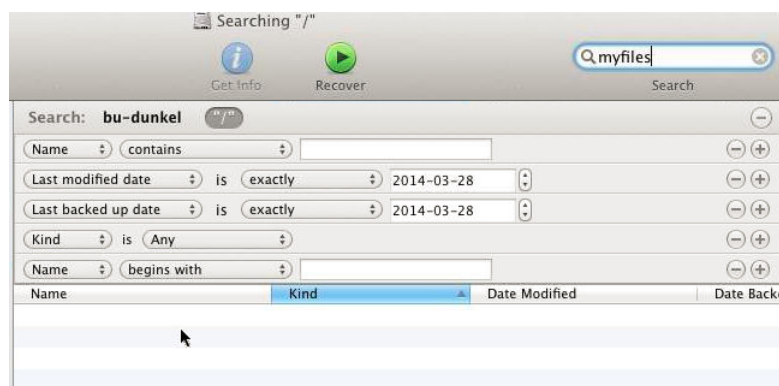 Searching "/"
myfiles
Get Info Recover Search
Search: bu-dunkel "/"
Name contains
Last modified date is exactly 2014-03-28
Last backed up date is exactly 2014-03-28
Kind is Any
Name begins with
Name Kind Date Modified Date Back